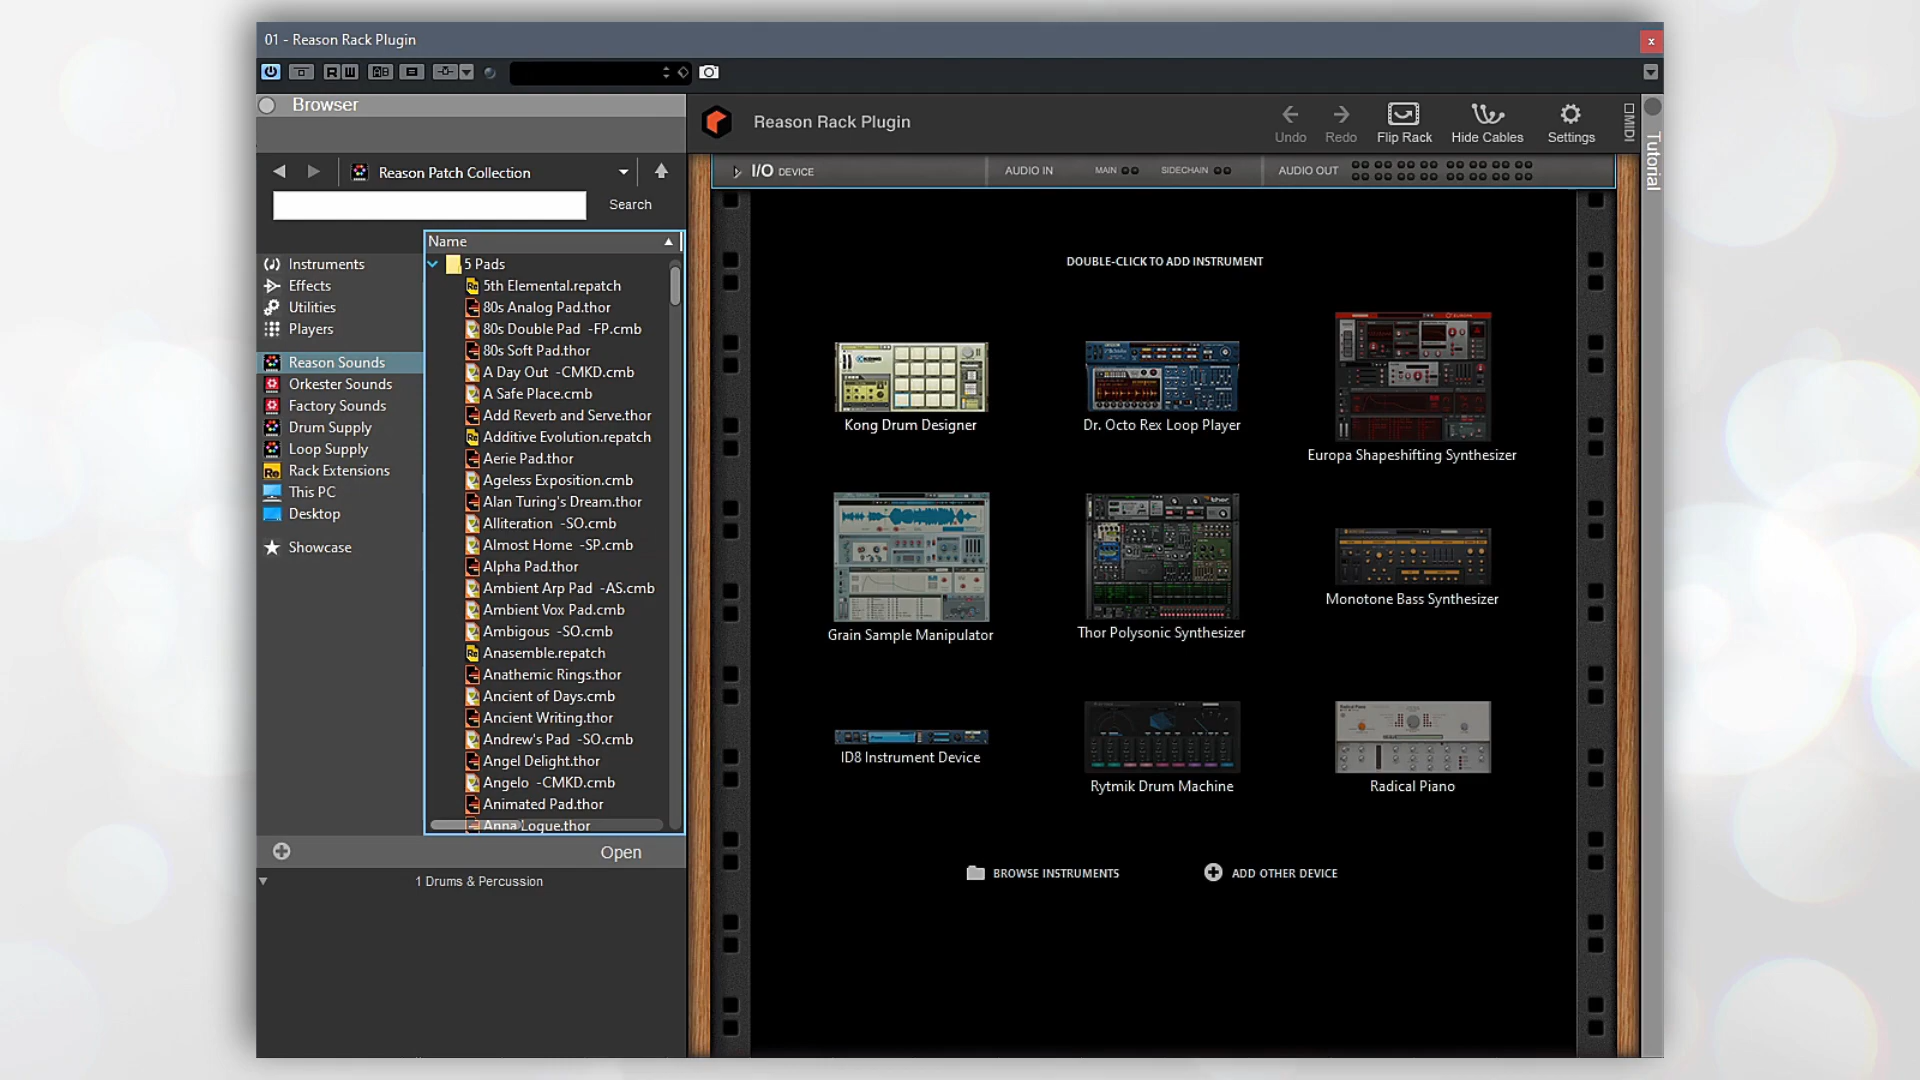 01 - Reason Rack Plugin
x
R W
Browser
Reason Rack Plugin
Undo
Redo
Flip Rack
Hide Cables
Settings
MIDI
Tutorial
Reason Patch Collection
Search
I/O DEVICE
AUDIO IN
MAIN
SIDECHAIN
AUDIO OUT
Instruments
Effects
Utilities
Players
Reason Sounds
Orkester Sounds
Factory Sounds
Drum Supply
Loop Supply
Rack Extensions
This PC
Desktop
Showcase
Name
5 Pads
5th Elemental.repatch
80s Analog Pad.thor
80s Double Pad  -FP.cmb
80s Soft Pad.thor
A Day Out  -CMKD.cmb
A Safe Place.cmb
Add Reverb and Serve.thor
Additive Evolution.repatch
Aerie Pad.thor
Ageless Exposition.cmb
Alan Turing's Dream.thor
Alliteration  -SO.cmb
Almost Home  -SP.cmb
Alpha Pad.thor
Ambient Arp Pad  -AS.cmb
Ambient Vox Pad.cmb
Ambigous  -SO.cmb
Anasemble.repatch
Anathemic Rings.thor
Ancient of Days.cmb
Ancient Writing.thor
Andrew's Pad  -SO.cmb
Angel Delight.thor
Angelo  -CMKD.cmb
Animated Pad.thor
Anna Logue.thor
Open
1 Drums & Percussion
DOUBLE-CLICK TO ADD INSTRUMENT
Kong Drum Designer
Dr. Octo Rex Loop Player
Europa Shapeshifting Synthesizer
Grain Sample Manipulator
Thor Polysonic Synthesizer
Monotone Bass Synthesizer
ID8 Instrument Device
Rytmik Drum Machine
Radical Piano
BROWSE INSTRUMENTS
ADD OTHER DEVICE